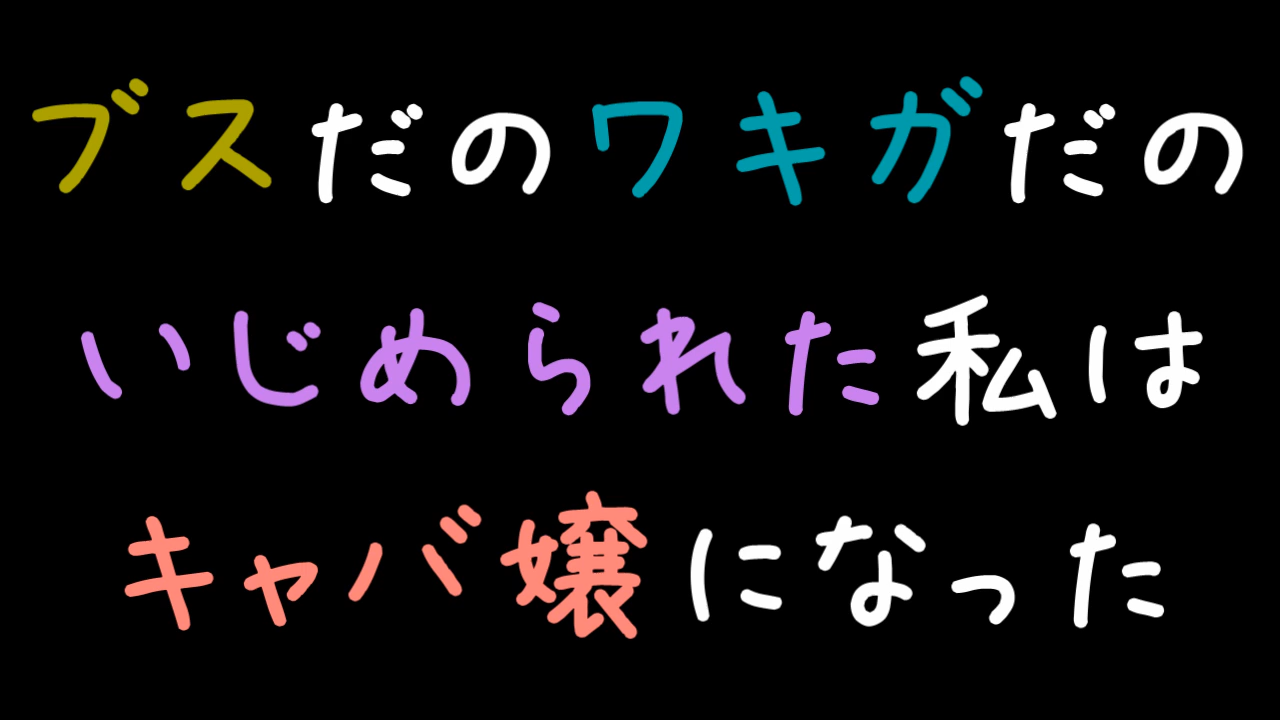 ブスだのワキガだの
いじめられた私は
キャバ嬢になった